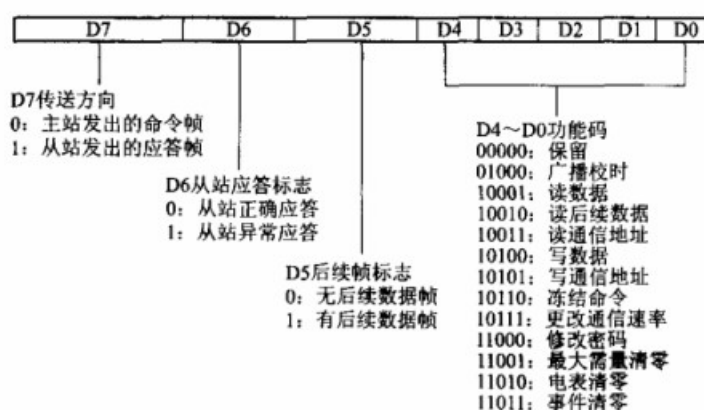 D7 D6 D5 D4 D3 D2 D1 D0
D7传送方向
0：主站发出的命令帧
1：从站发出的应答帧
D6从站应答标志
0：从站正确应答
1：从站异常应答
D5后续帧标志
0：无后续数据帧
1：有后续数据帧
D4～D0功能码
00000：保留
01000：广播校时
10001：读数据
10010：读后续数据
10011：读通信地址
10100：写数据
10101：写通信地址
10110：冻结命令
10111：更改通信速率
11000：修改密码
11001：最大需量清零
11010：电表清零
11011：事件清零